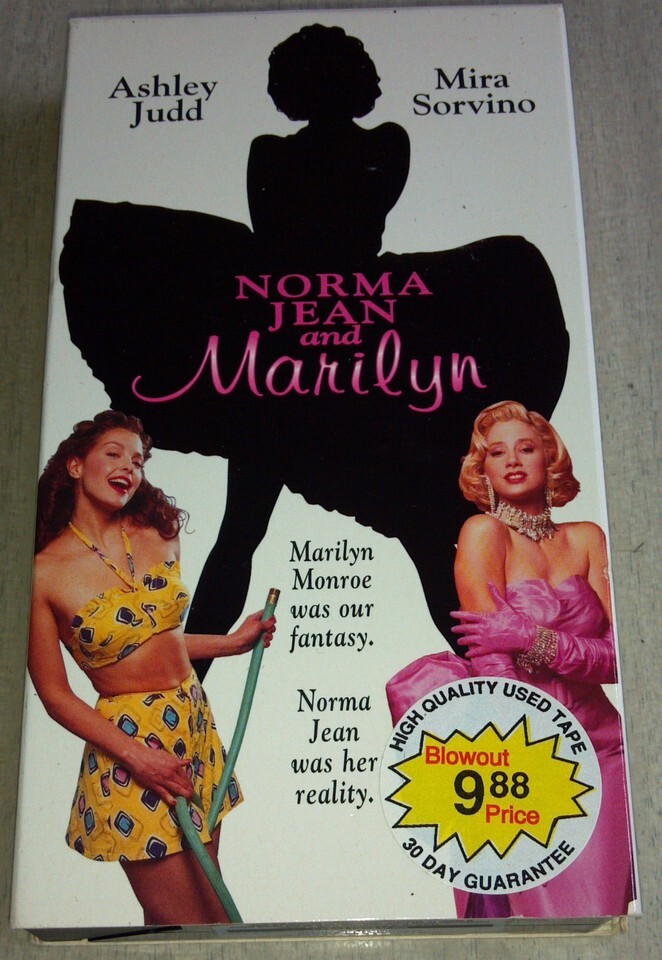 Ashley
Judd
Mira
Sorvino
NORMA
JEAN
and
Marilyn
Marilyn
Monroe
was our
fantasy.
Norma
Jean
was her
reality.
HIGH QUALITY USED TAPE
Blowout
9 88
Price
30 DAY GUARANTEE